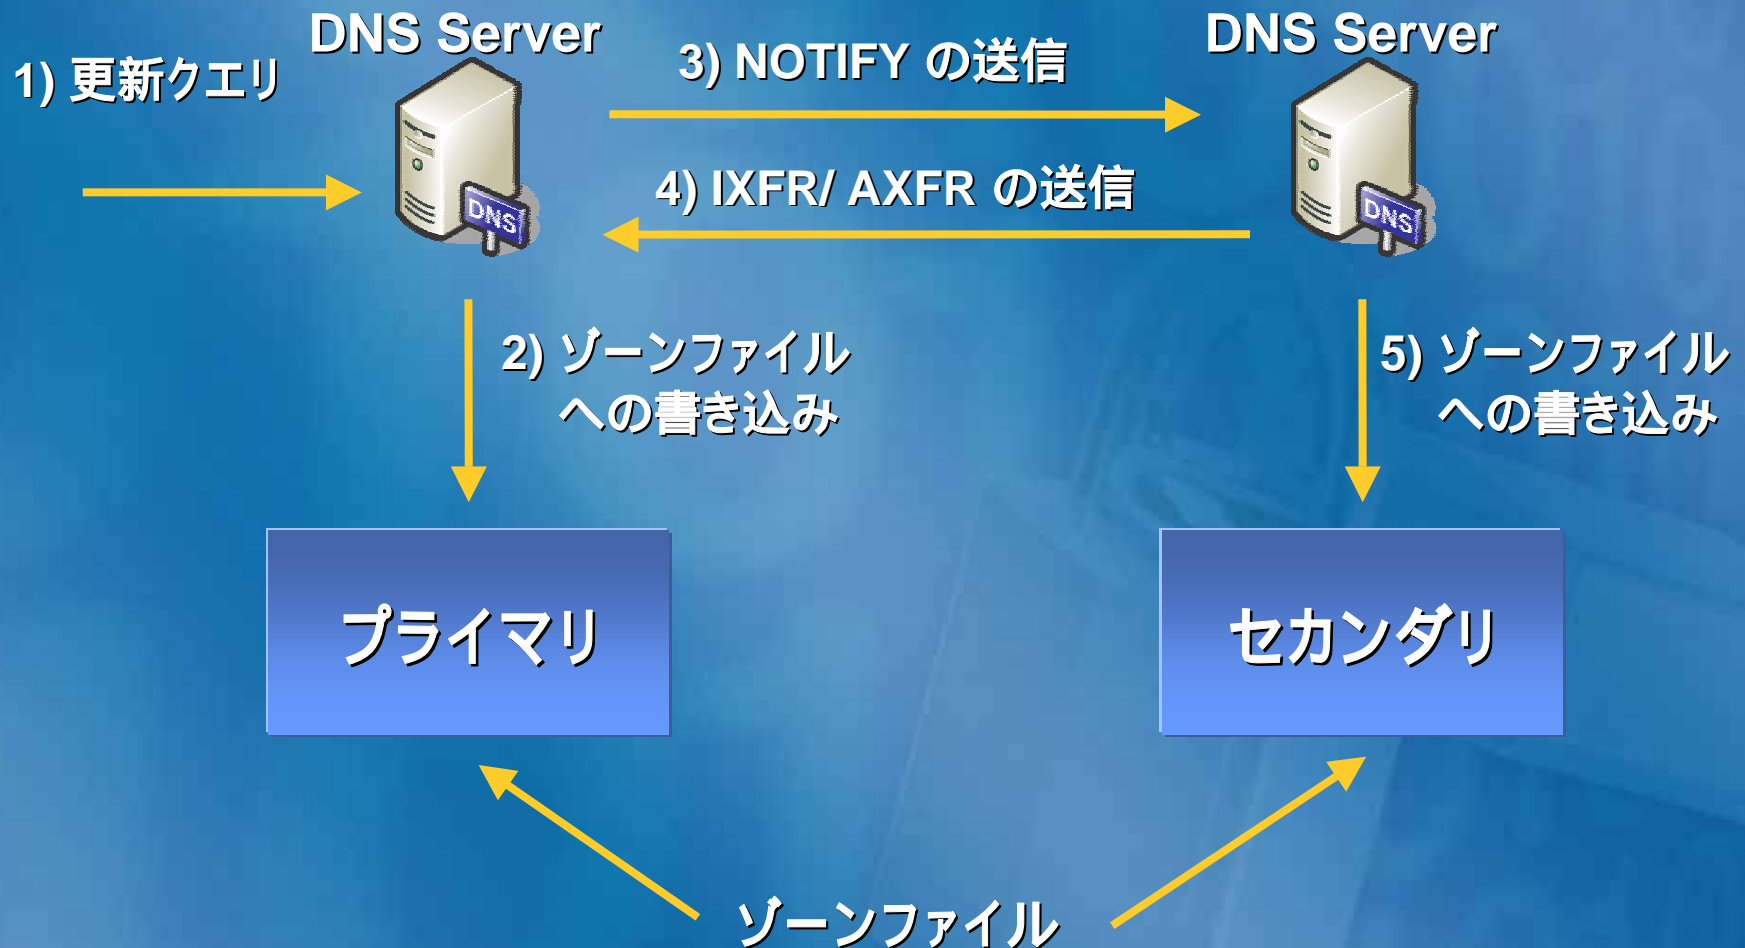 DNS Server
DNS Server
1) 更新クエリ
3) NOTIFY の送信
4) IXFR/ AXFR の送信
DNS
DNS
2) ゾーンファイル
への書き込み
5) ゾーンファイル
への書き込み
プライマリ
セカンダリ
ゾーンファイル